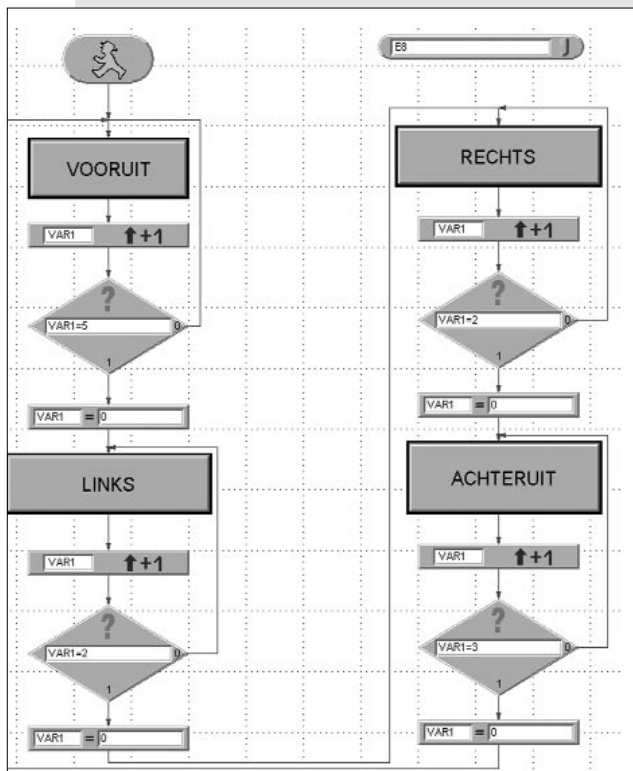 E8
VOORUIT
VAR1 +1
?
VAR1=5 0
1
VAR1 = 0
LINKS
VAR1 +1
?
VAR1=2 0
1
VAR1 = 0
RECHTS
VAR1 +1
?
VAR1=2 0
1
VAR1 = 0
ACHTERUIT
VAR1 +1
?
VAR1=3 0
1
VAR1 = 0